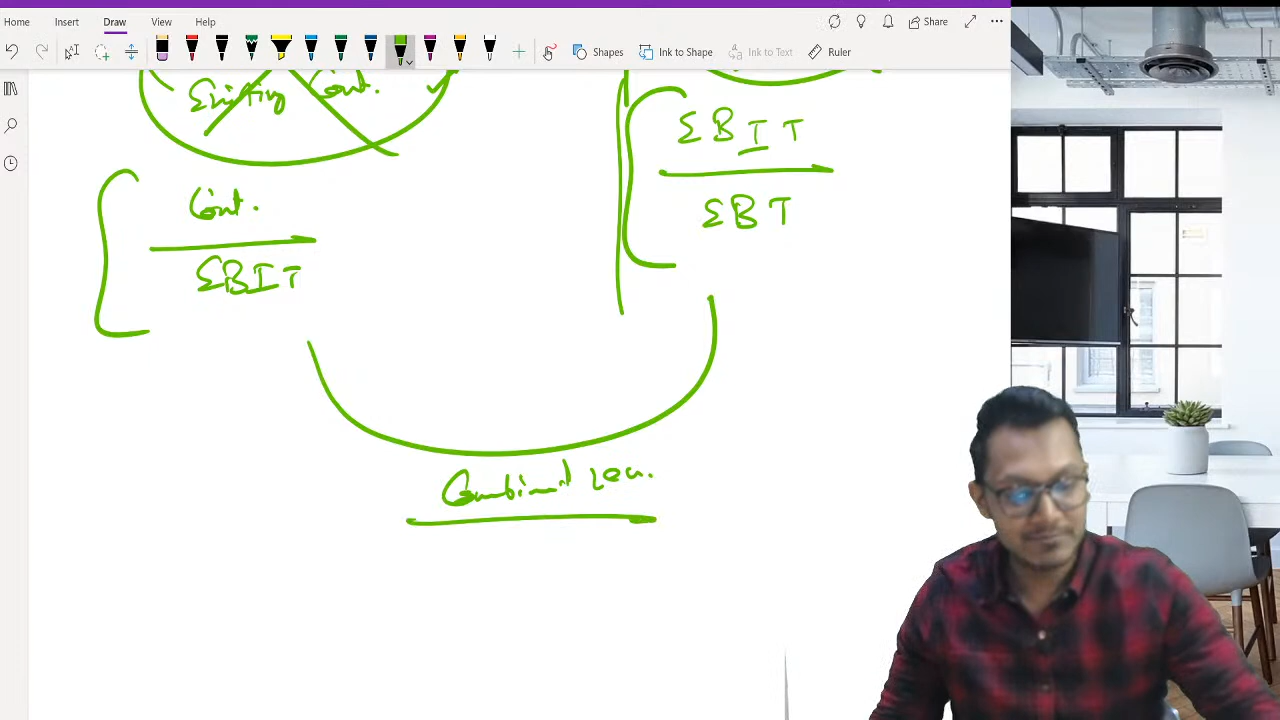 Home Insert Draw View Help Share
Shapes Ink to Shape Ink to Text Ruler
Existing Cont.
EBIT
EBT
Cont.
EBIT
Combined Lev.